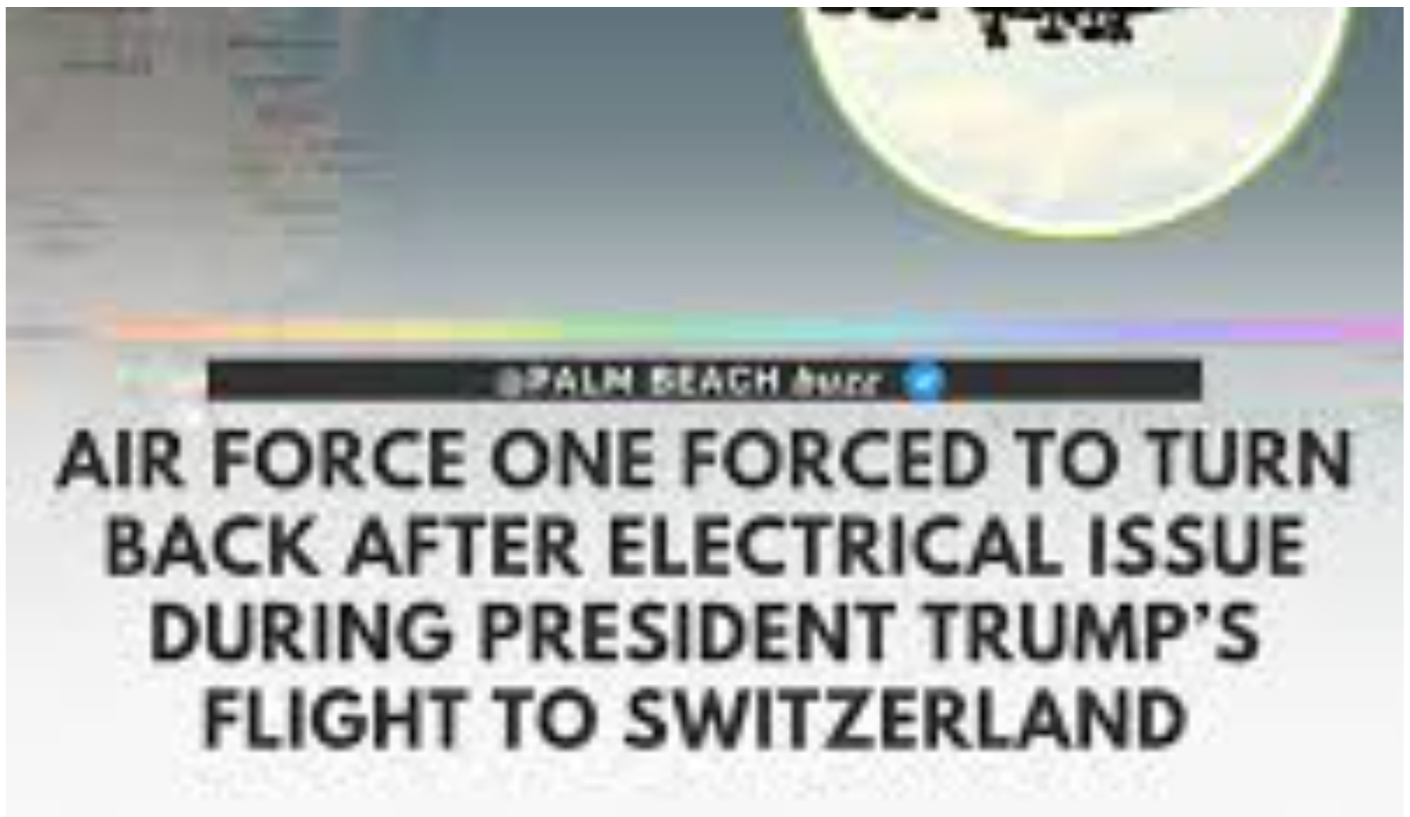 @PALM BEACH buzz
AIR FORCE ONE FORCED TO TURN
BACK AFTER ELECTRICAL ISSUE
DURING PRESIDENT TRUMP’S
FLIGHT TO SWITZERLAND